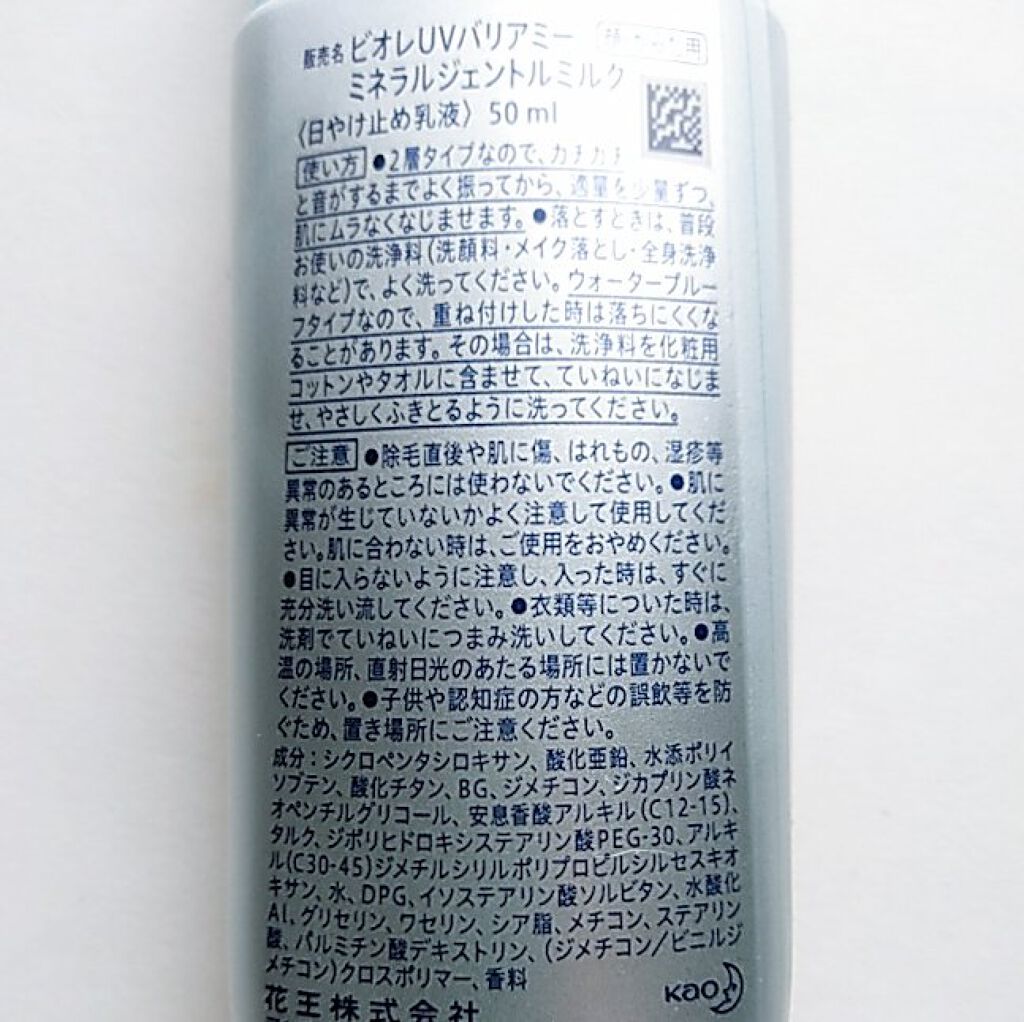 販売名 ビオレUVバリアミー
顔・からだ用
ミネラルジェントルミルク
〈日やけ止め乳液〉 50 ml
使い方 ●2層タイプなので、カチカチ
と音がするまでよく振ってから、適量を少量ずつ、
肌にムラなくなじませます。●落とすときは、普段
お使いの洗浄料(洗顔料・メイク落とし・全身洗浄
料など)で、よく洗ってください。ウォータープルー
フタイプなので、重ね付けした時は落ちにくくな
ることがあります。その場合は、洗浄料を化粧用
コットンやタオルに含ませて、ていねいになじま
せ、やさしくふきとるように洗ってください。
ご注意 ●除毛直後や肌に傷、はれもの、湿疹等
異常のあるところには使わないでください。●肌に
異常が生じていないかよく注意して使用してくだ
さい。肌に合わない時は、ご使用をおやめください。
●目に入らないように注意し、入った時は、すぐに
充分洗い流してください。●衣類等についた時は、
洗剤でていねいにつまみ洗いしてください。●高
温の場所、直射日光のあたる場所には置かないで
ください。●子供や認知症の方などの誤飲等を防
ぐため、置き場所にご注意ください。
成分：シクロペンタシロキサン、酸化亜鉛、水添ポリイ
ソブテン、酸化チタン、BG、ジメチコン、ジカプリン酸ネ
オペンチルグリコール、安息香酸アルキル(C12-15)、
タルク、ジポリヒドロキシステアリン酸PEG-30、アルキ
ル(C30-45)ジメチルシリルポリプロピルシルセスキオ
キサン、水、DPG、イソステアリン酸ソルビタン、水酸化
Al、グリセリン、ワセリン、シア脂、メチコン、ステアリン
酸、パルミチン酸デキストリン、(ジメチコン／ビニルジ
メチコン)クロスポリマー、香料
花王株式会社
Kao